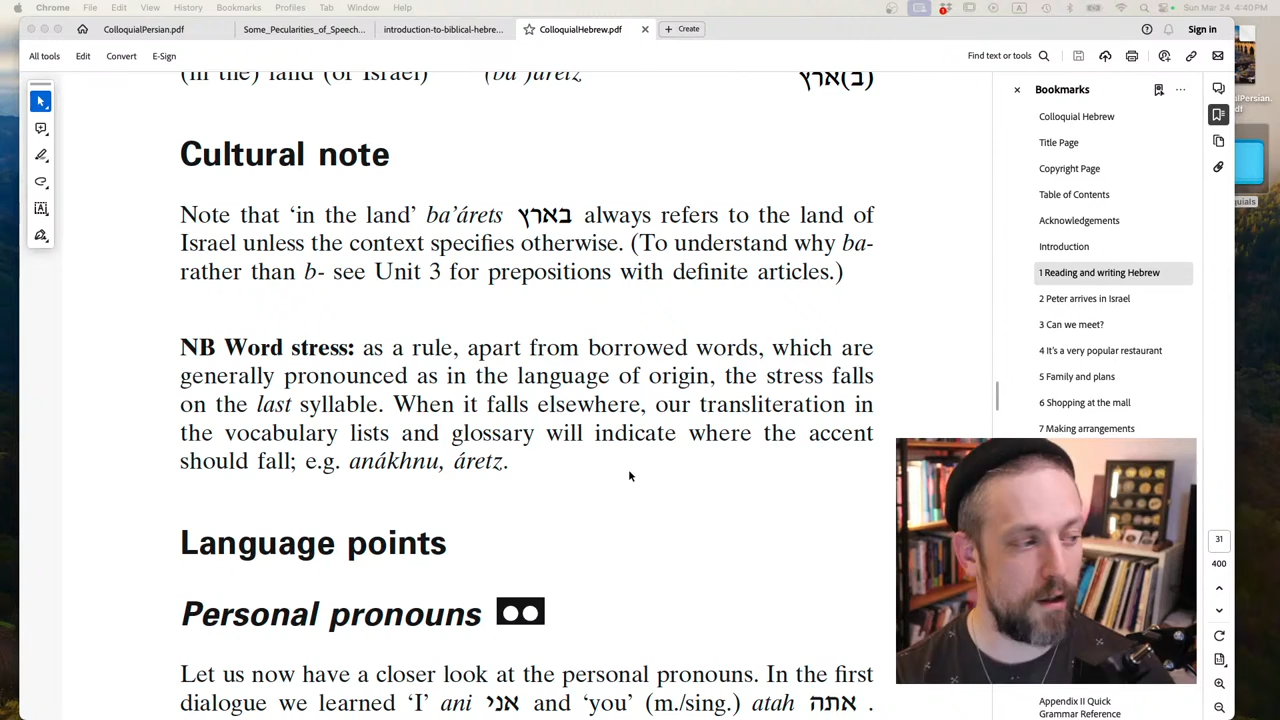 Chrome File Edit View History Bookmarks Profiles Tab Window Help Sun Mar 24 4:40 PM
ColloquialPersian.pdf Some_Pecularities_of_Speech... introduction-to-biblical-hebre... ColloquialHebrew.pdf Create Sign in
All tools Edit Convert E-Sign Find text or tools
(in the) land (of Israel) (ba')áretz (ב)ארץ
Cultural note
Note that 'in the land' ba'árets בארץ always refers to the land of
Israel unless the context specifies otherwise. (To understand why ba-
rather than b- see Unit 3 for prepositions with definite articles.)
NB Word stress: as a rule, apart from borrowed words, which are
generally pronounced as in the language of origin, the stress falls
on the last syllable. When it falls elsewhere, our transliteration in
the vocabulary lists and glossary will indicate where the accent
should fall; e.g. anákhnu, áretz.
Language points
Personal pronouns
Let us now have a closer look at the personal pronouns. In the first
dialogue we learned 'I' ani אני and 'you' (m./sing.) atah אתה .
Bookmarks
Colloquial Hebrew
Title Page
Copyright Page
Table of Contents
Acknowledgements
Introduction
1 Reading and writing Hebrew
2 Peter arrives in Israel
3 Can we meet?
4 It's a very popular restaurant
5 Family and plans
6 Shopping at the mall
7 Making arrangements
Appendix II Quick
Grammar Reference
31
400